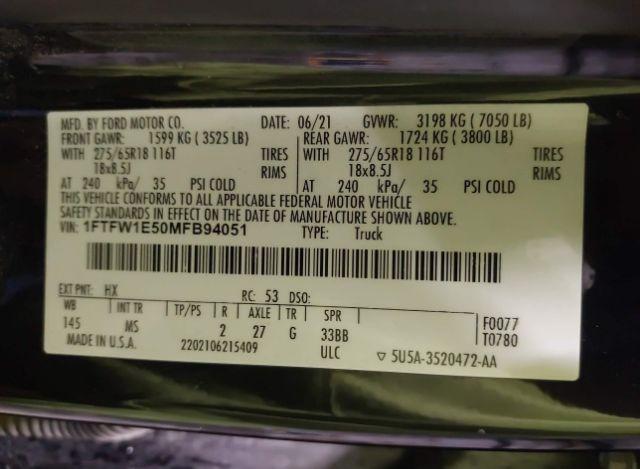 MFD. BY FORD MOTOR CO. DATE: 06/21 GVWR: 3198 KG ( 7050 LB)
FRONT GAWR: 1599 KG ( 3525 LB) REAR GAWR: 1724 KG ( 3800 LB)
WITH 275/65R18 116T TIRES WITH 275/65R18 116T TIRES
18x8.5J RIMS 18x8.5J RIMS
AT 240 kPa/ 35 PSI COLD AT 240 kPa/ 35 PSI COLD
THIS VEHICLE CONFORMS TO ALL APPLICABLE FEDERAL MOTOR VEHICLE
SAFETY STANDARDS IN EFFECT ON THE DATE OF MANUFACTURE SHOWN ABOVE.
VIN: 1FTFW1E50MFB94051 TYPE: Truck
EXT PNT: HX RC: 53 DSO:
WB INT TR TP/PS R AXLE TR SPR F0077
145 MS 2 27 G 33BB T0780
MADE IN U.S.A. 2202106215409 ULC ▽ 5U5A-3520472-AA